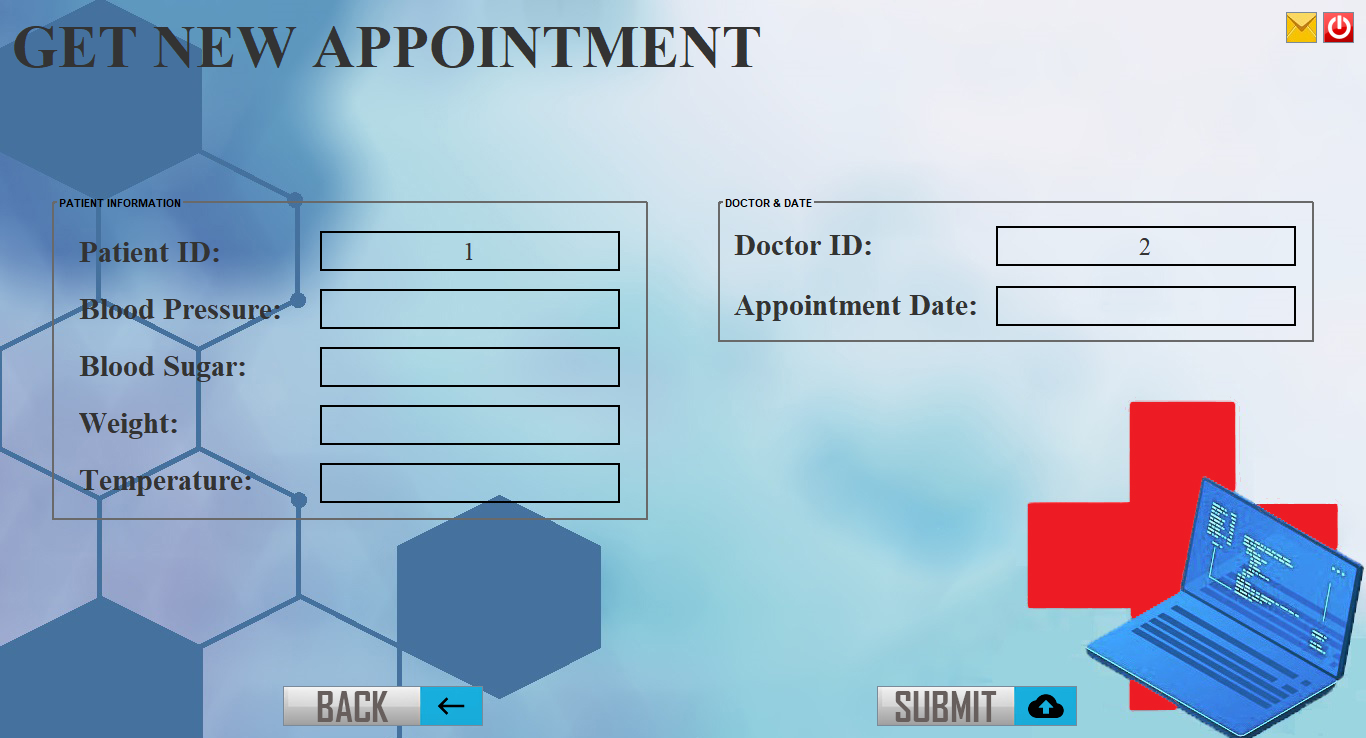 GET NEW APPOINTMENT
PATIENT INFORMATION
Patient ID: 1
Blood Pressure:
Blood Sugar:
Weight:
Temperature:
DOCTOR & DATE
Doctor ID: 2
Appointment Date:
BACK
SUBMIT